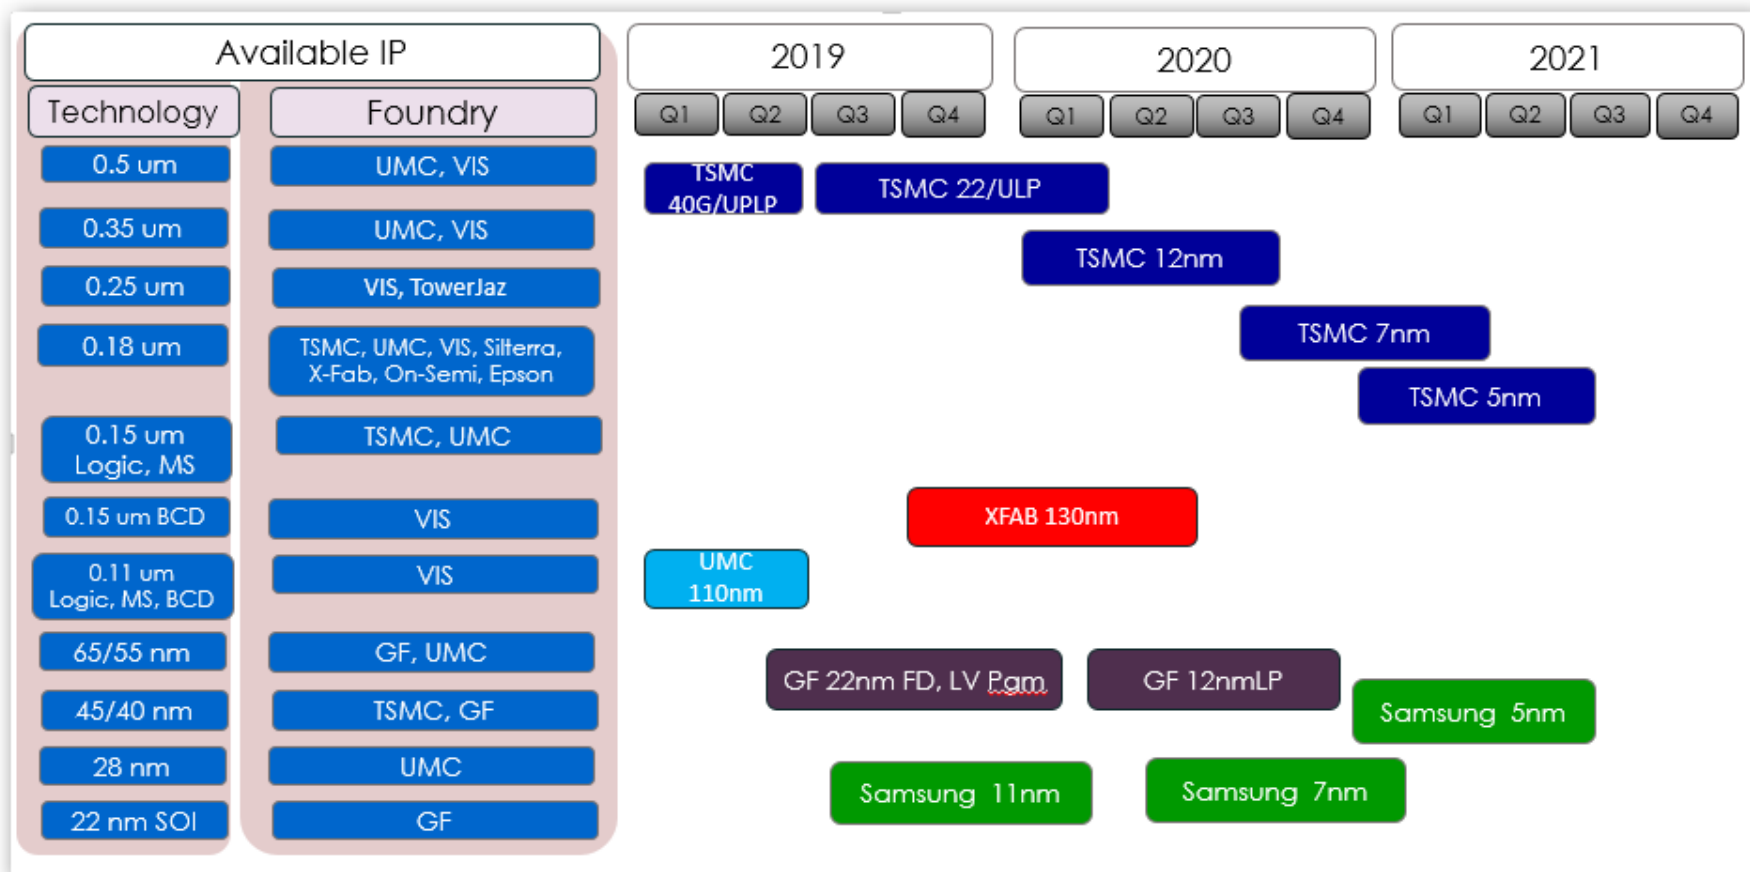 Available IP
2019
2020
2021
Technology
Foundry
Q1 Q2 Q3 Q4
Q1 Q2 Q3 Q4
Q1 Q2 Q3 Q4
0.5 um
UMC, VIS
0.35 um
UMC, VIS
0.25 um
VIS, TowerJaz
0.18 um
TSMC, UMC, VIS, Silterra,
X-Fab, On-Semi, Epson
0.15 um
Logic, MS
TSMC, UMC
0.15 um BCD
VIS
0.11 um
Logic, MS, BCD
VIS
65/55 nm
GF, UMC
45/40 nm
TSMC, GF
28 nm
UMC
22 nm SOI
GF
TSMC
40G/UPLP
TSMC 22/ULP
TSMC 12nm
TSMC 7nm
TSMC 5nm
XFAB 130nm
UMC
110nm
GF 22nm FD, LV Pgm
GF 12nmLP
Samsung 5nm
Samsung 11nm
Samsung 7nm